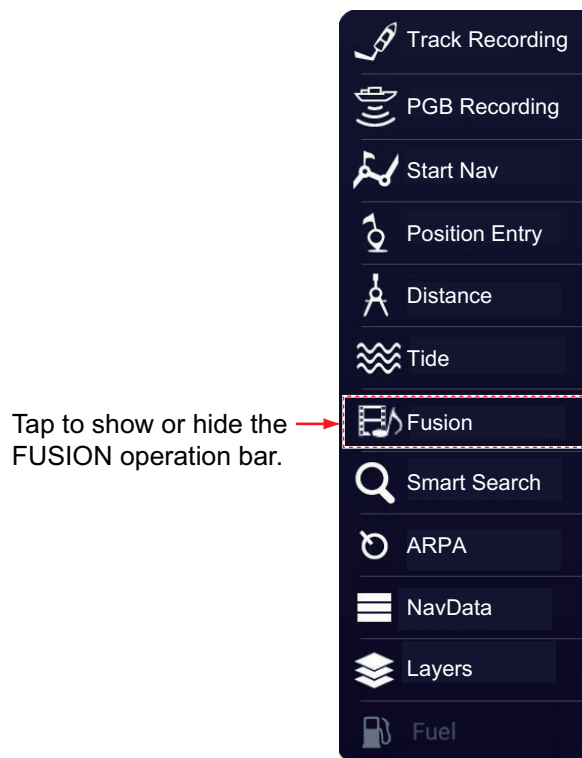 Track Recording
PGB Recording
Start Nav
Position Entry
Distance
Tide
Tap to show or hide the
FUSION operation bar.
Fusion
Smart Search
ARPA
NavData
Layers
Fuel